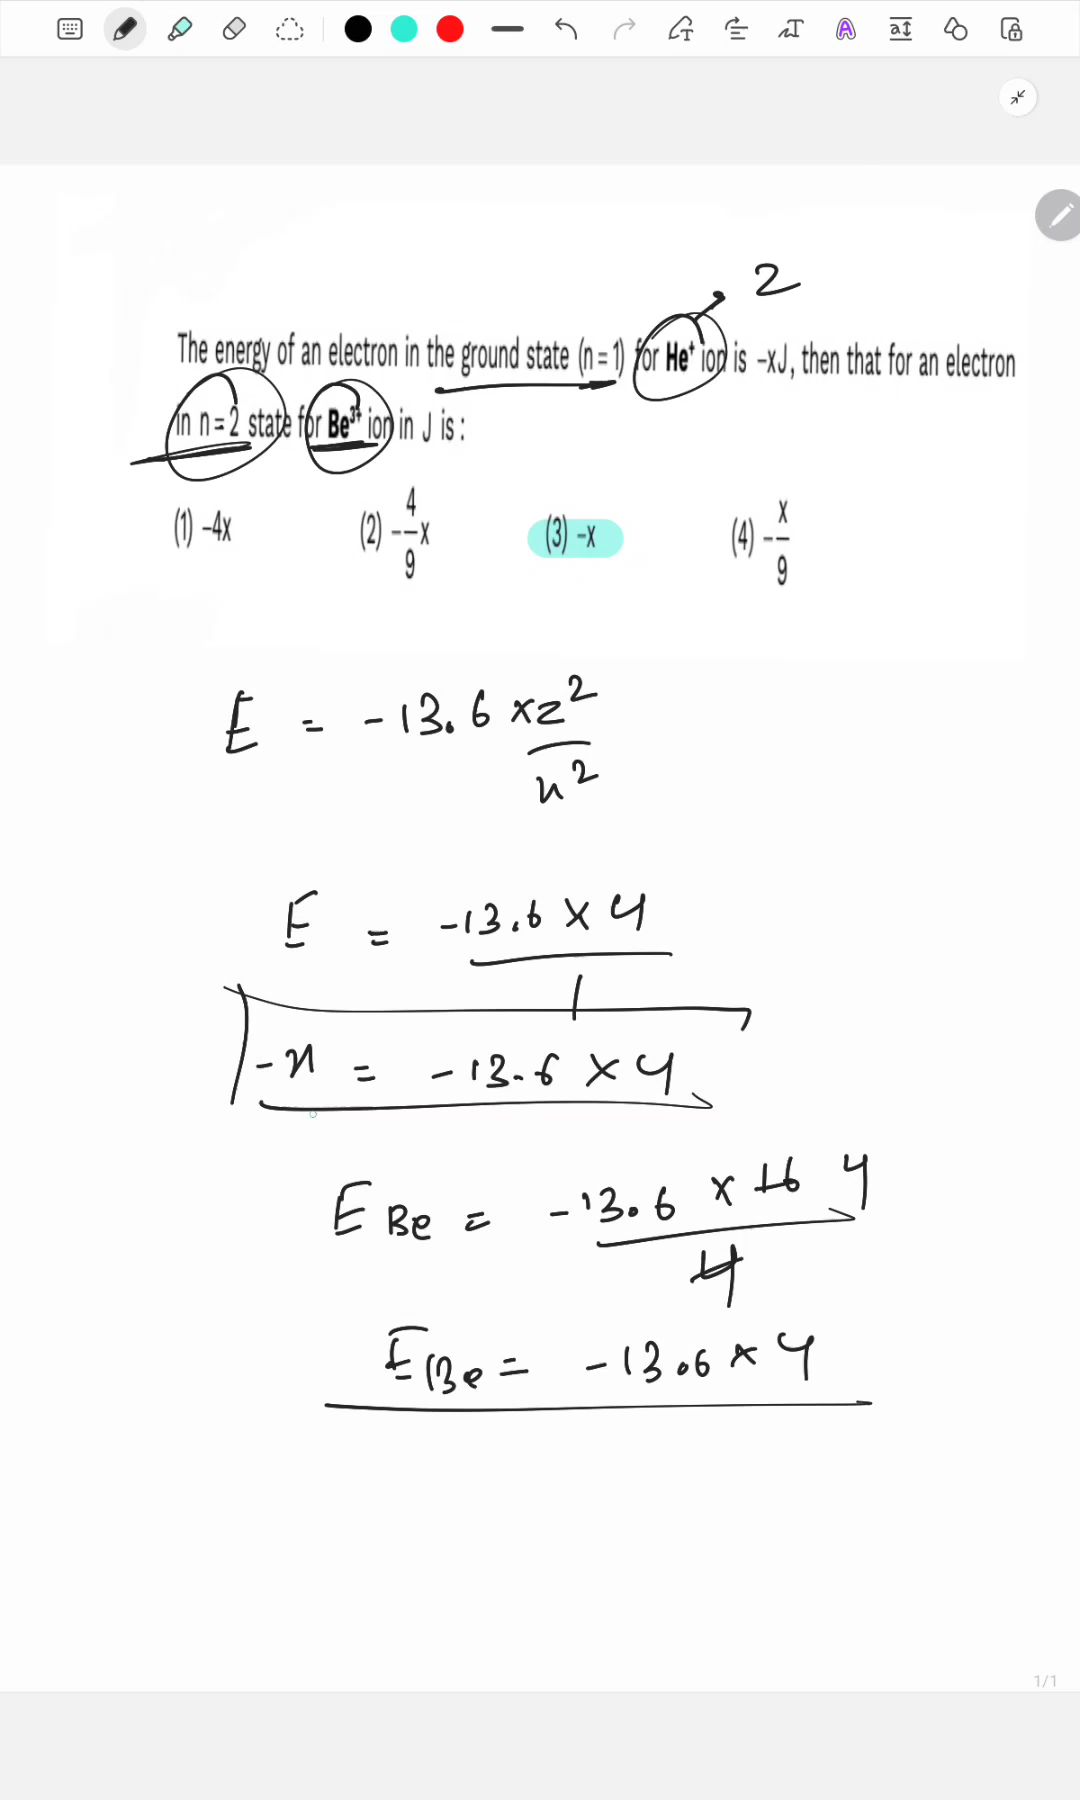 2
The energy of an electron in the ground state (n = 1) for He⁺ ion is –xJ, then that for an electron
in n = 2 state for Be³⁺ ion in J is :
(1) –4x (2) –4/9 x (3) –x (4) –x/9
E = -13.6 × z² / n²
E = -13.6 × 4 / 1
-x = -13.6 × 4
E Be = -13.6 × 16 4 / 4
E Be = -13.6 × 4
1/1